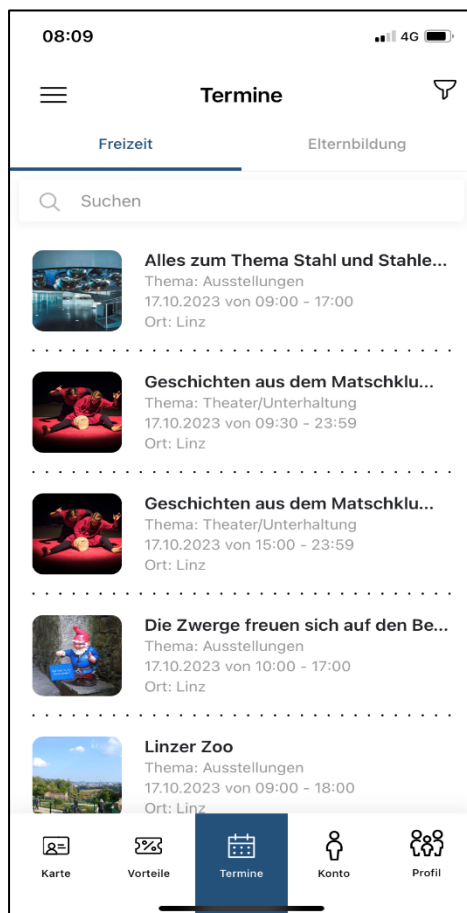 08:09
4G
Termine
Freizeit
Elternbildung
Suchen
Alles zum Thema Stahl und Stahle...
Thema: Ausstellungen
17.10.2023 von 09:00 - 17:00
Ort: Linz
Geschichten aus dem Matschklu...
Thema: Theater/Unterhaltung
17.10.2023 von 09:30 - 23:59
Ort: Linz
Geschichten aus dem Matschklu...
Thema: Theater/Unterhaltung
17.10.2023 von 15:00 - 23:59
Ort: Linz
Die Zwerge freuen sich auf den Be...
Thema: Ausstellungen
17.10.2023 von 10:00 - 17:00
Ort: Linz
Linzer Zoo
Thema: Ausstellungen
17.10.2023 von 09:00 - 18:00
Ort: Linz
Karte
Vorteile
Termine
Konto
Profil